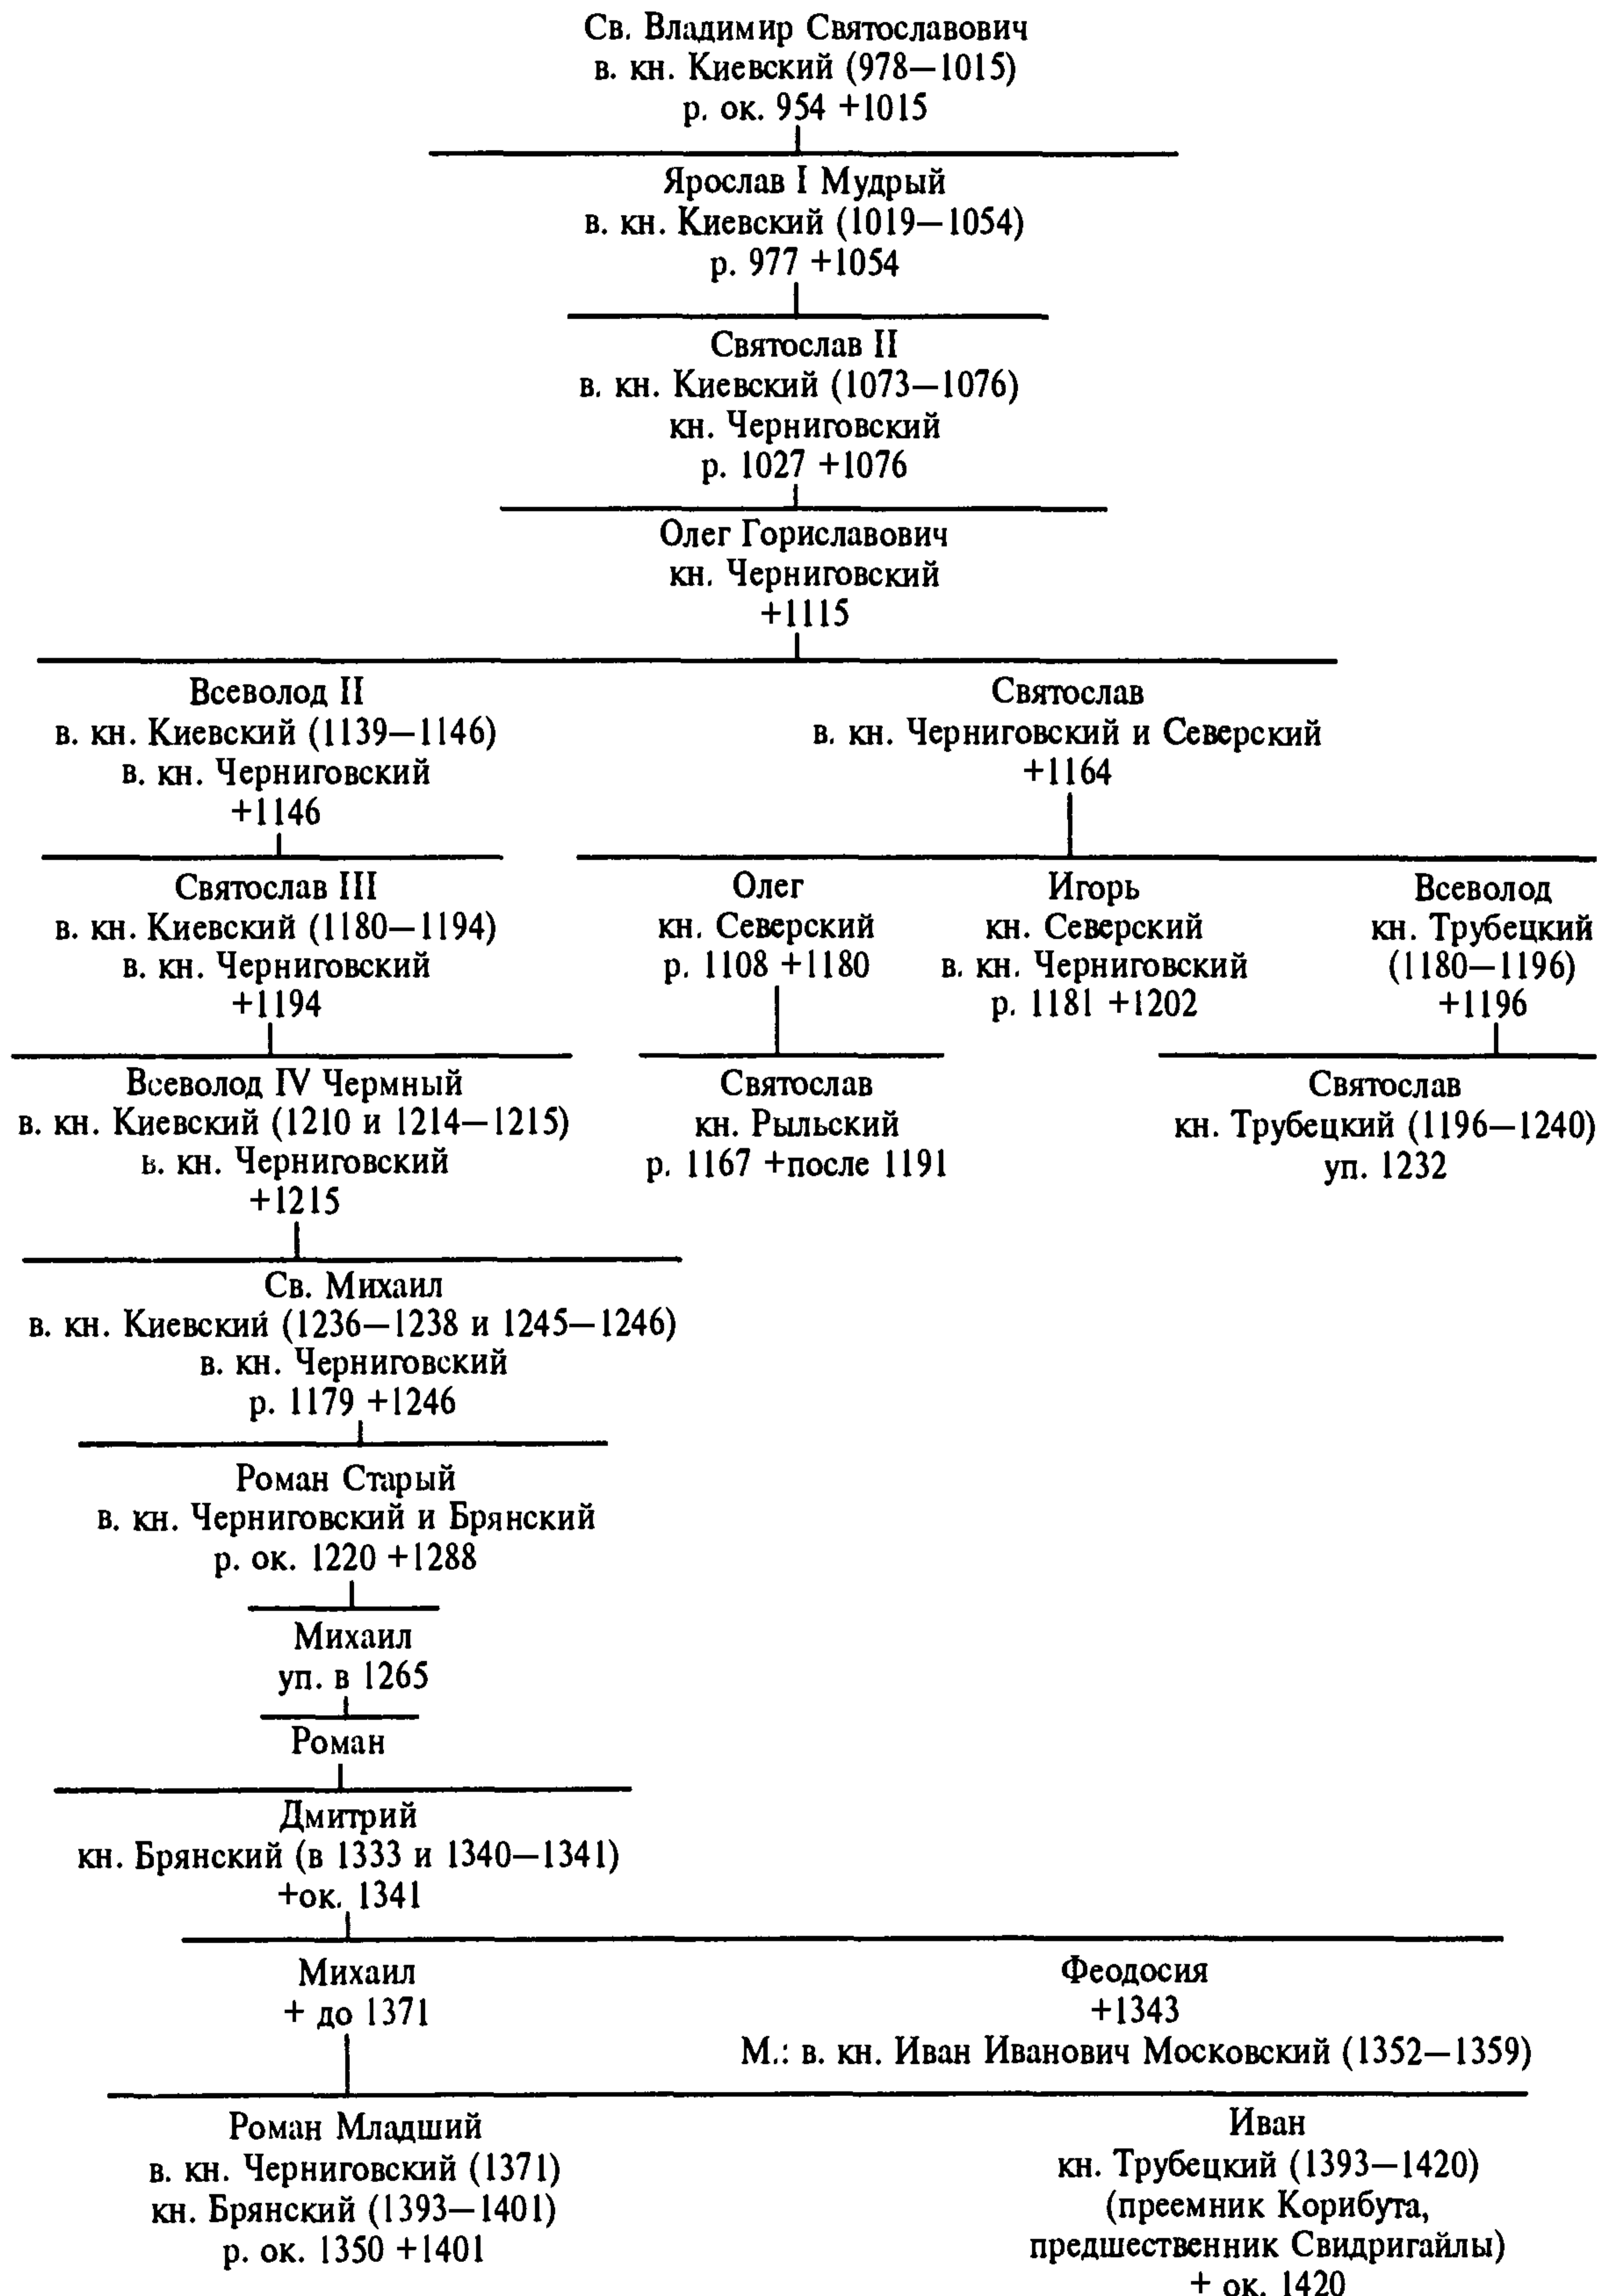 Св. Владимир Святославович
в. кн. Киевский (978—1015)
р. ок. 954 +1015
Ярослав I Мудрый
в. кн. Киевский (1019—1054)
р. 977 +1054
Святослав II
в. кн. Киевский (1073—1076)
кн. Черниговский
р. 1027 +1076
Олег Гориславович
кн. Черниговский
+1115
Всеволод II
в. кн. Киевский (1139—1146)
в. кн. Черниговский
+1146
Святослав
в. кн. Черниговский и Северский
+1164
Святослав III
в. кн. Киевский (1180—1194)
в. кн. Черниговский
+1194
Олег
кн. Северский
р. 1108 +1180
Игорь
кн. Северский
в. кн. Черниговский
р. 1181 +1202
Всеволод
кн. Трубецкий
(1180—1196)
+1196
Всеволод IV Чермный
в. кн. Киевский (1210 и 1214—1215)
в. кн. Черниговский
+1215
Святослав
кн. Рыльский
р. 1167 +после 1191
Святослав
кн. Трубецкий (1196—1240)
уп. 1232
Св. Михаил
в. кн. Киевский (1236—1238 и 1245—1246)
в. кн. Черниговский
р. 1179 +1246
Роман Старый
в. кн. Черниговский и Брянский
р. ок. 1220 +1288
Михаил
уп. в 1265
Роман
Дмитрий
кн. Брянский (в 1333 и 1340—1341)
+ок. 1341
Михаил
+ до 1371
Феодосия
+1343
М.: в. кн. Иван Иванович Московский (1352—1359)
Роман Младший
в. кн. Черниговский (1371)
кн. Брянский (1393—1401)
р. ок. 1350 +1401
Иван
кн. Трубецкий (1393—1420)
(преемник Корибута,
предшественник Свидригайлы)
+ ок. 1420